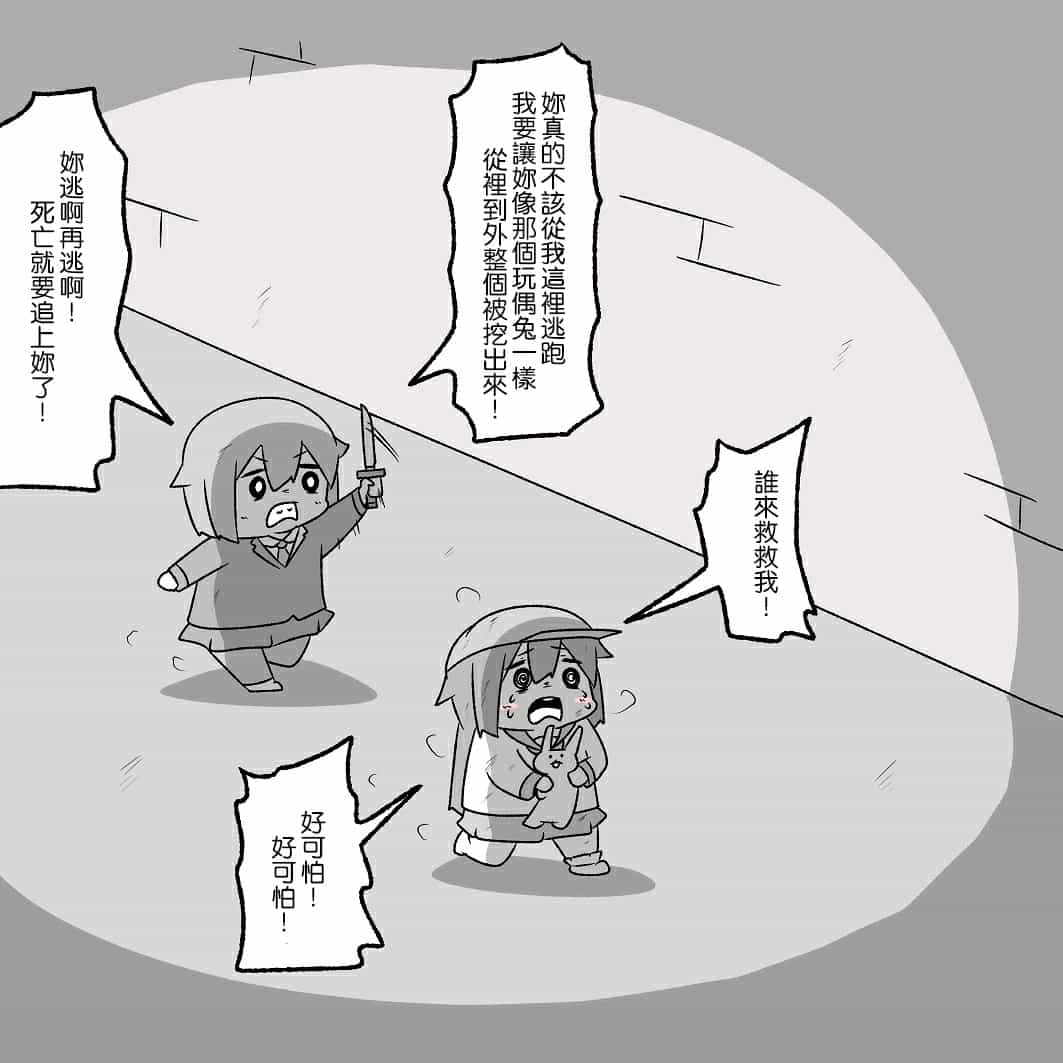 妳真的不該從我這裡逃跑
我要讓妳像那個玩偶兔一樣
從裡到外整個被挖出來！
妳逃啊再逃啊！
死亡就要追上妳了！
誰來救救我！
好可怕！
好可怕！